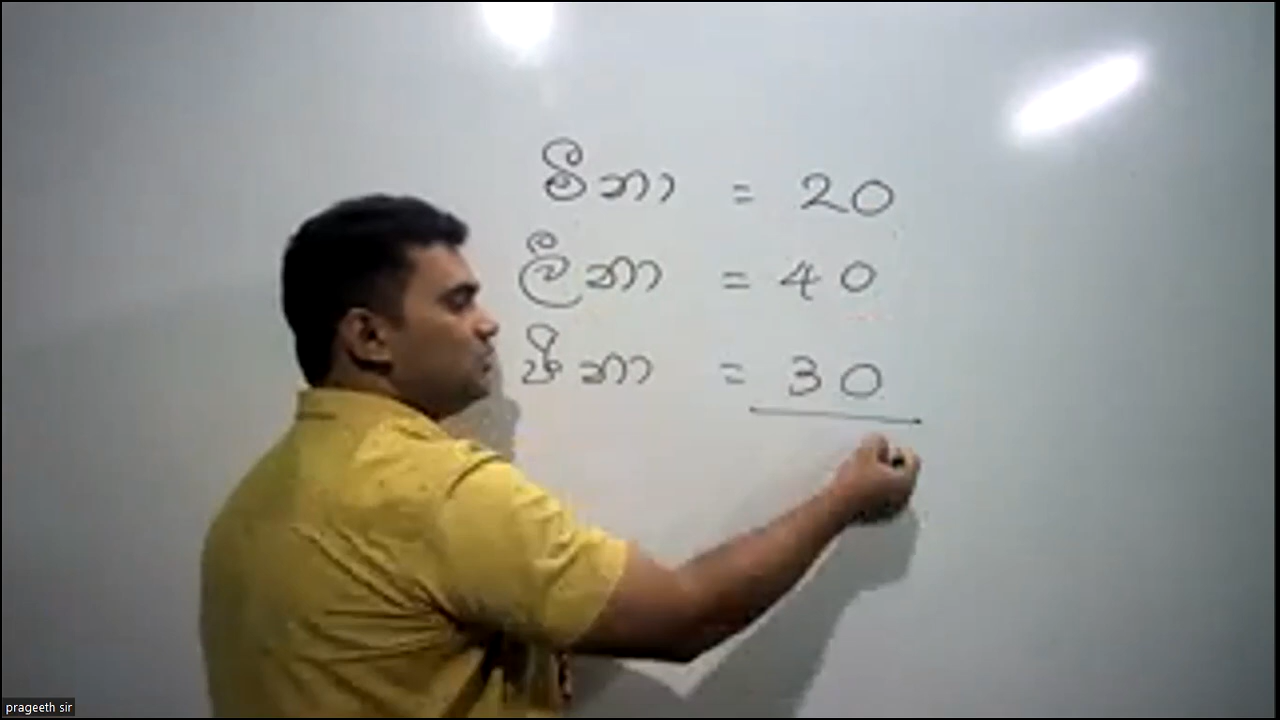 මීනා = 20
ලීනා = 40
ෂීනා = 30
prageeth sir